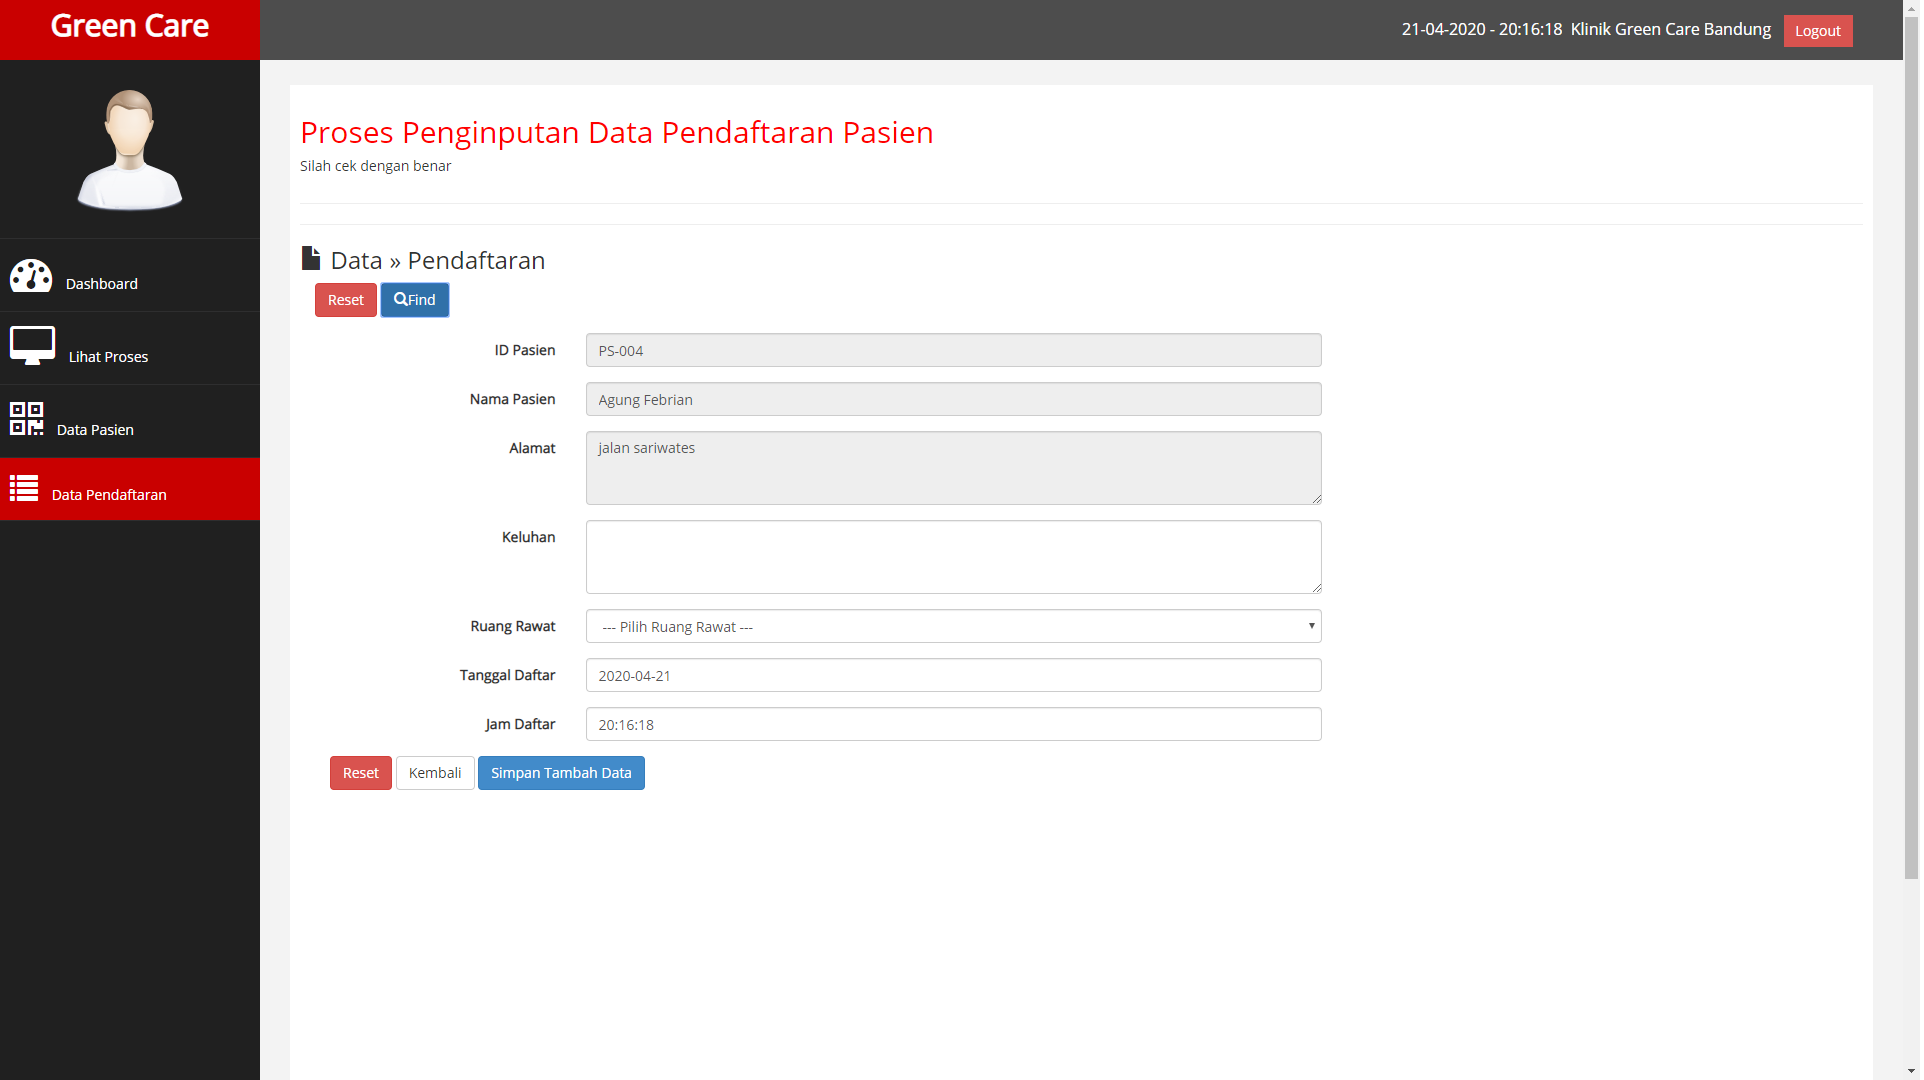 Green Care
21-04-2020 - 20:16:18 Klinik Green Care Bandung Logout
Dashboard
Lihat Proses
Data Pasien
Data Pendaftaran
Proses Penginputan Data Pendaftaran Pasien
Silah cek dengan benar
Data » Pendaftaran
Reset Find
ID Pasien PS-004
Nama Pasien Agung Febrian
Alamat jalan sariwates
Keluhan
Ruang Rawat --- Pilih Ruang Rawat ---
Tanggal Daftar 2020-04-21
Jam Daftar 20:16:18
Reset Kembali Simpan Tambah Data